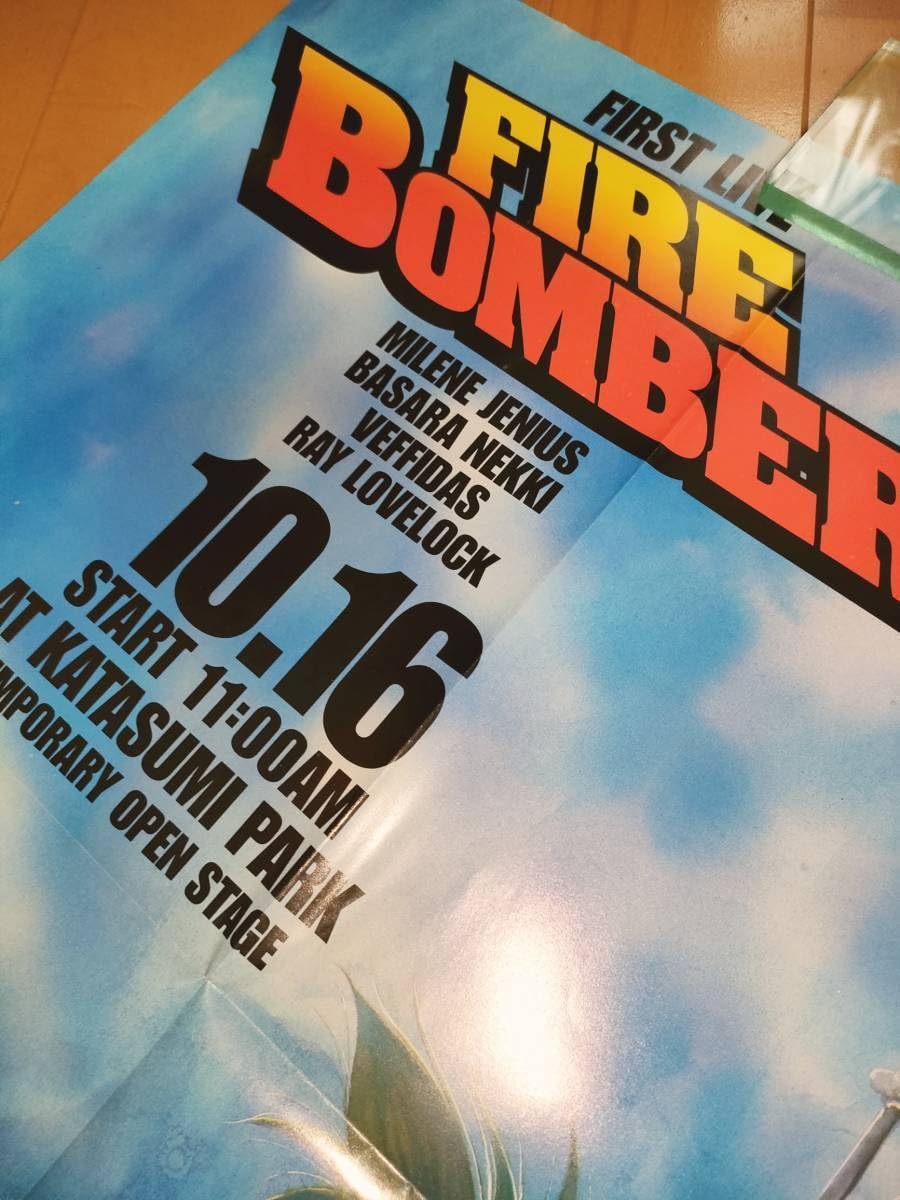 FIRST LIVE
FIRE
BOMBER
MILENE JENIUS
BASARA NEKKI
VEFFIDAS
RAY LOVELOCK
10.16
START 11:00AM
AT KATASUMI PARK
MPORARY OPEN STAGE